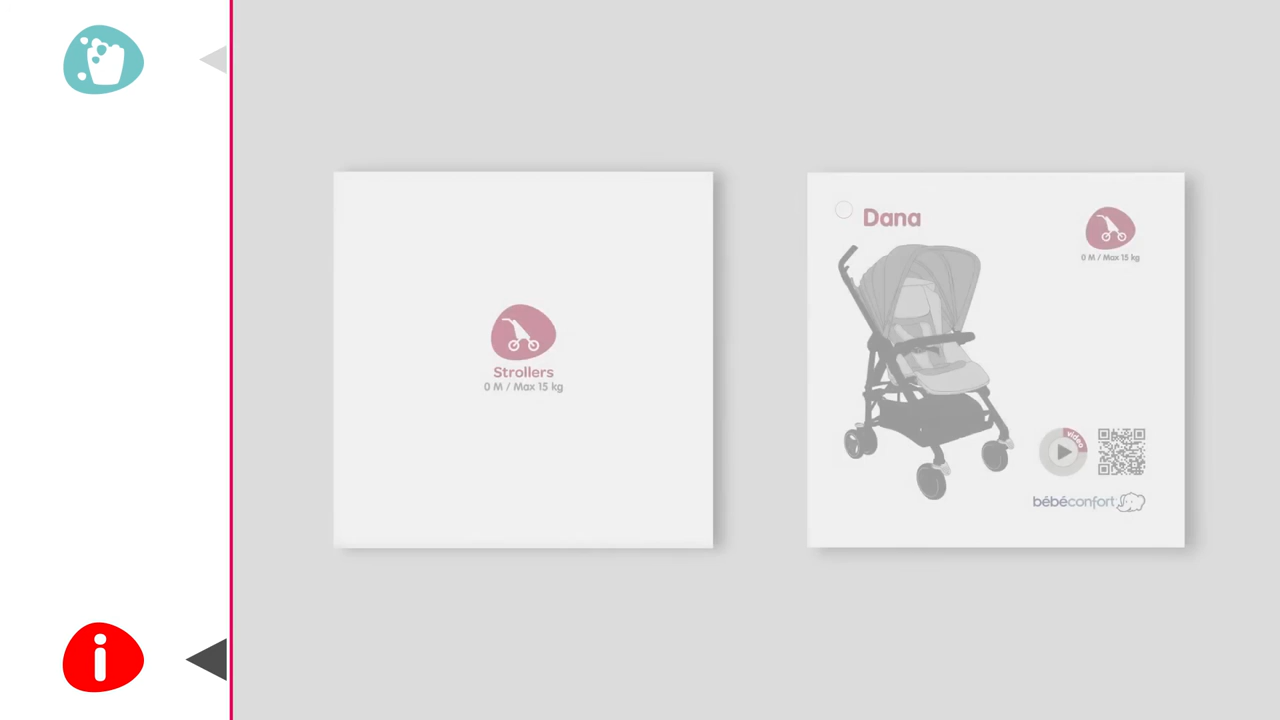 i
Strollers
0 M / Max 15 kg
Dana
0 M / Max 15 kg
video
bébéconfort